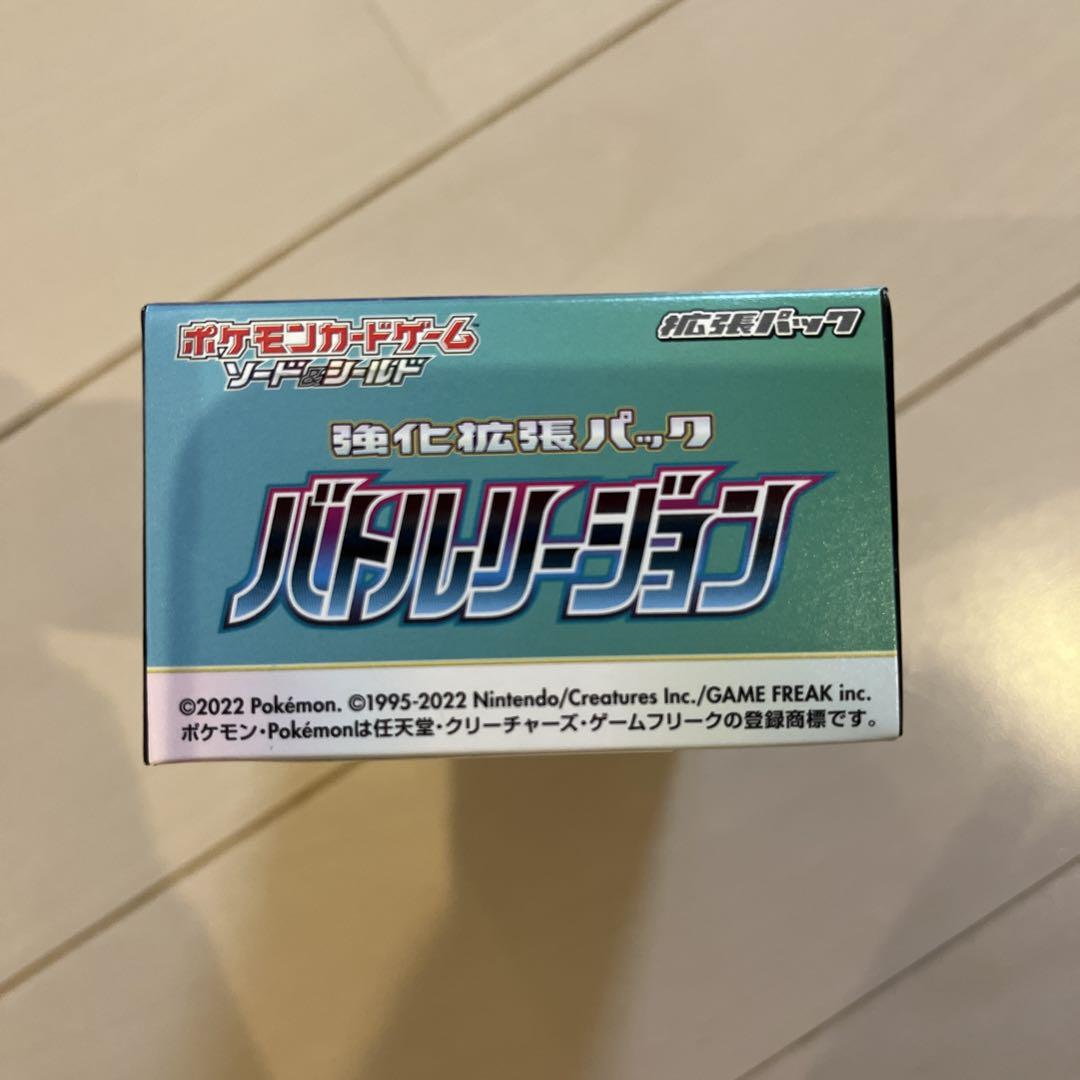 ポケモンカードゲーム™
ソード&シールド
拡張パック
強化拡張パック
バトルリージョン
©2022 Pokémon. ©1995-2022 Nintendo/Creatures Inc./GAME FREAK inc.
ポケモン・Pokémonは任天堂・クリーチャーズ・ゲームフリークの登録商標です。